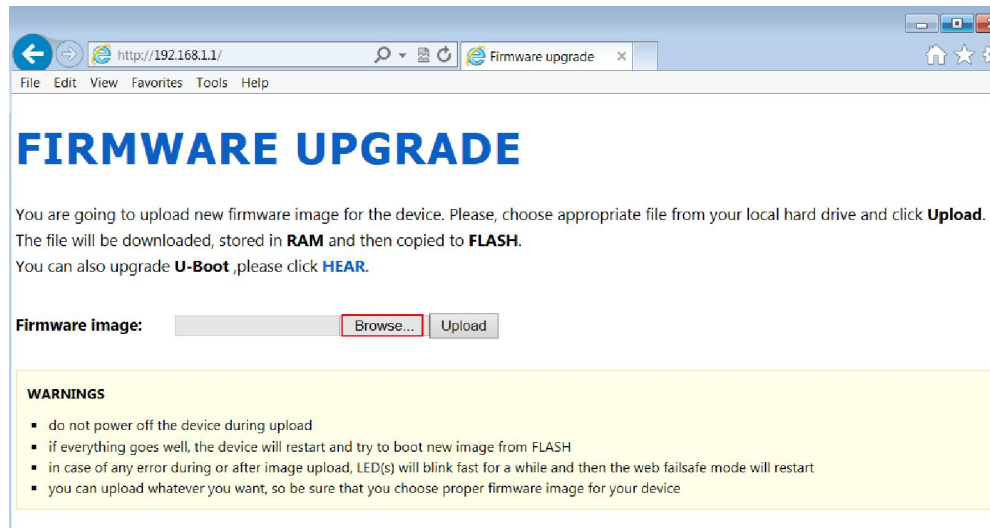 http://192.168.1.1/
Firmware upgrade
File Edit View Favorites Tools Help
FIRMWARE UPGRADE
You are going to upload new firmware image for the device. Please, choose appropriate file from your local hard drive and click Upload.
The file will be downloaded, stored in RAM and then copied to FLASH.
You can also upgrade U-Boot ,please click HEAR.
Firmware image: Browse... Upload
WARNINGS
▪ do not power off the device during upload
▪ if everything goes well, the device will restart and try to boot new image from FLASH
▪ in case of any error during or after image upload, LED(s) will blink fast for a while and then the web failsafe mode will restart
▪ you can upload whatever you want, so be sure that you choose proper firmware image for your device